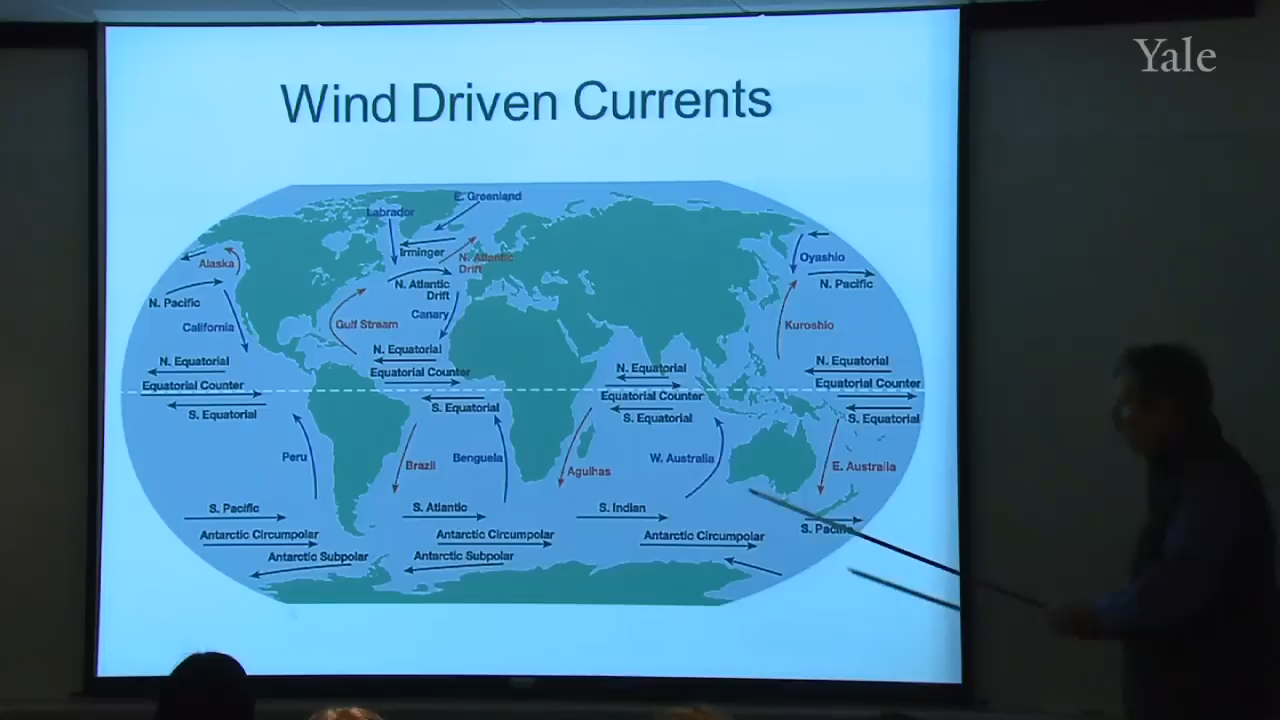 Yale
Wind Driven Currents
E. Greenland
Labrador
Irminger
N. Atlantic
Drift
Alaska
N. Atlantic
Drift
Oyashio
N. Pacific
N. Pacific
Canary
California
Gulf Stream
Kuroshio
N. Equatorial
N. Equatorial
N. Equatorial
N. Equatorial
Equatorial Counter
Equatorial Counter
Equatorial Counter
Equatorial Counter
S. Equatorial
S. Equatorial
S. Equatorial
S. Equatorial
Peru
Brazil
Benguela
Agulhas
W. Australia
E. Australia
S. Pacific
S. Atlantic
S. Indian
S. Pacific
Antarctic Circumpolar
Antarctic Circumpolar
Antarctic Circumpolar
Antarctic Subpolar
Antarctic Subpolar